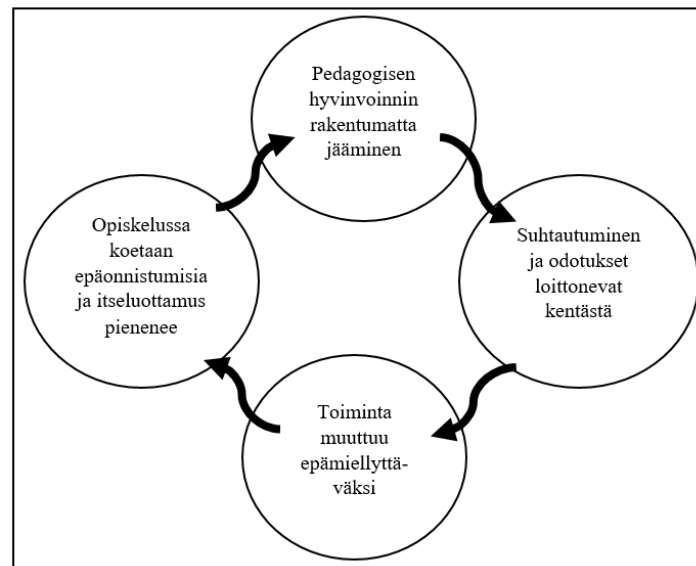 Pedagogisen
hyvinvoinnin
rakentumatta
jääminen
Suhtautuminen
ja odotukset
loittonevat
kentästä
Toiminta
muuttuu
epämiellyttä-
väksi
Opiskelussa
koetaan
epäonnistumisia
ja itseluottamus
pienenee